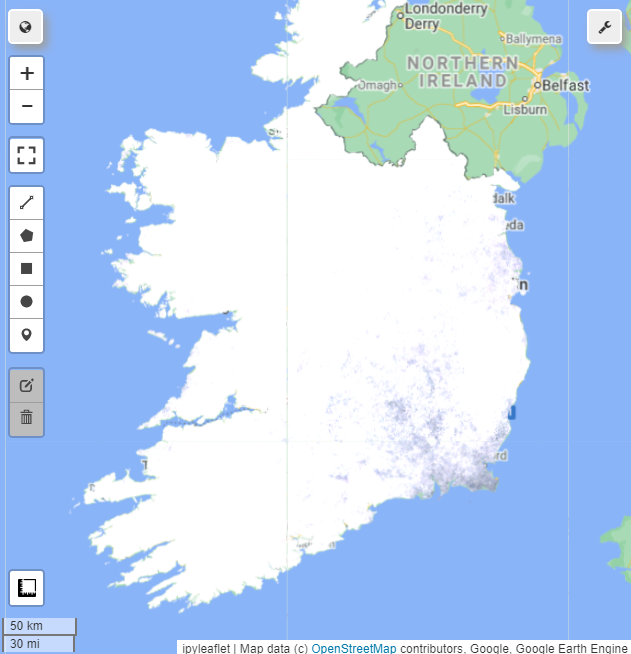 Londonderry
Derry
Ballymena
NORTHERN
IRELAND
Omagh
Belfast
Lisburn
dalk
eda
n
rd
T
+
−
50 km
30 mi
ipyleaflet | Map data (c) OpenStreetMap contributors, Google, Google Earth Engine